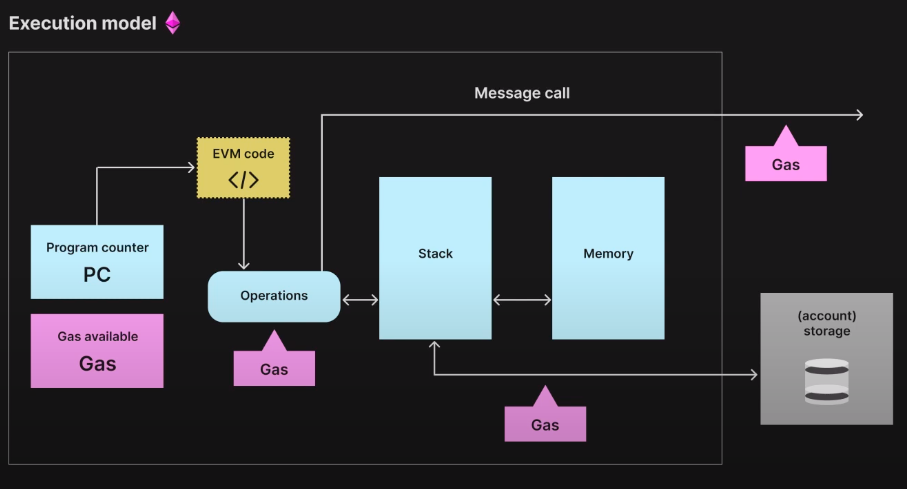 Execution model
Message call
Gas
EVM code
</>
Program counter
PC
Stack
Memory
Operations
(account)
storage
Gas available
Gas
Gas
Gas